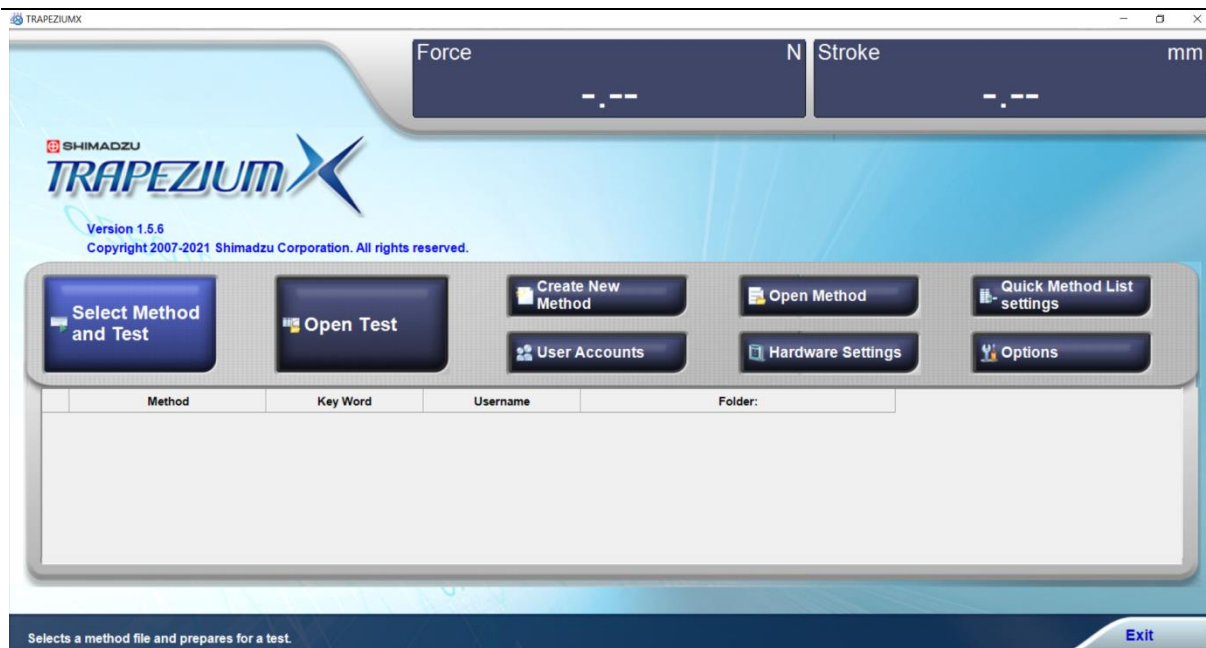 TRAPEZIUMX
Force N Stroke mm
-.-- -.--
SHIMADZU
TRAPEZIUM X
Version 1.5.6
Copyright 2007-2021 Shimadzu Corporation. All rights reserved.
Select Method
and Test
Open Test
Create New
Method
Open Method
Quick Method List
settings
User Accounts
Hardware Settings
Options
Method Key Word Username Folder:
Selects a method file and prepares for a test.
Exit